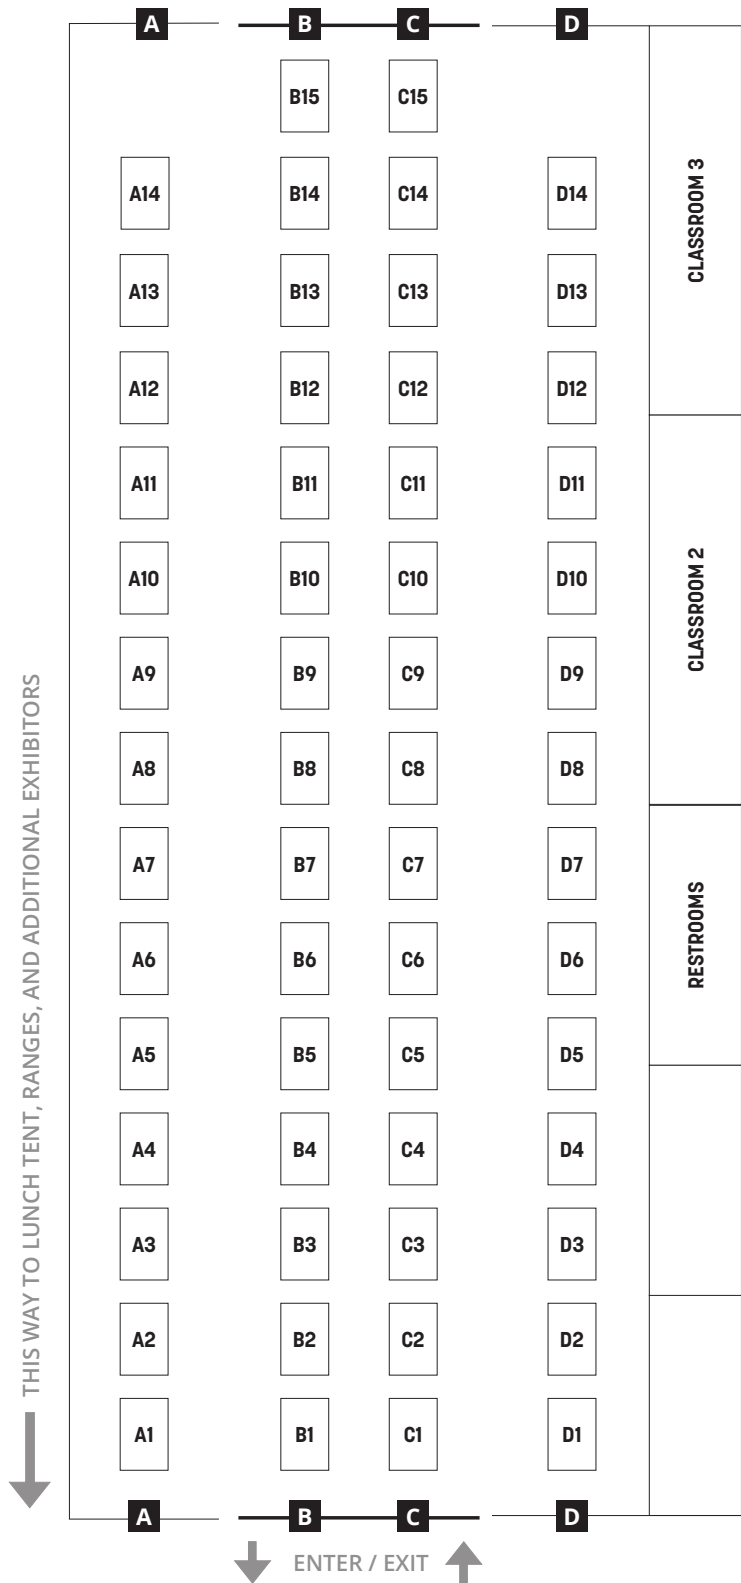 A B C D
B15 C15
A14 B14 C14 D14
A13 B13 C13 D13
A12 B12 C12 D12
A11 B11 C11 D11
A10 B10 C10 D10
A9 B9 C9 D9
A8 B8 C8 D8
A7 B7 C7 D7
A6 B6 C6 D6
A5 B5 C5 D5
A4 B4 C4 D4
A3 B3 C3 D3
A2 B2 C2 D2
A1 B1 C1 D1
A B C D
CLASSROOM 3
CLASSROOM 2
RESTROOMS
THIS WAY TO LUNCH TENT, RANGES, AND ADDITIONAL EXHIBITORS
ENTER / EXIT